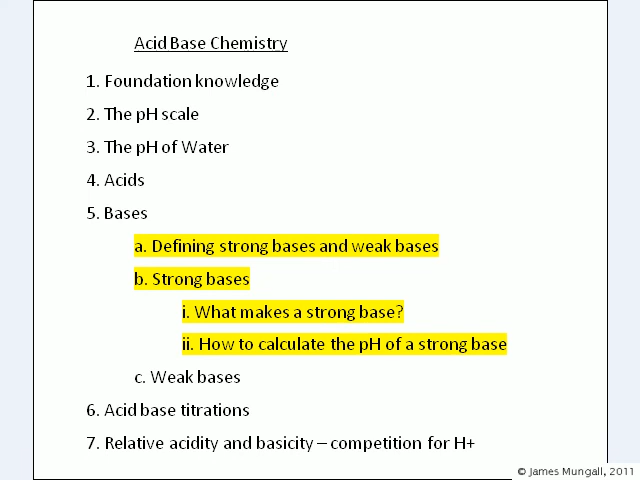 Acid Base Chemistry
1. Foundation knowledge
2. The pH scale
3. The pH of Water
4. Acids
5. Bases
a. Defining strong bases and weak bases
b. Strong bases
i. What makes a strong base?
ii. How to calculate the pH of a strong base
c. Weak bases
6. Acid base titrations
7. Relative acidity and basicity – competition for H+
© James Mungall, 2011